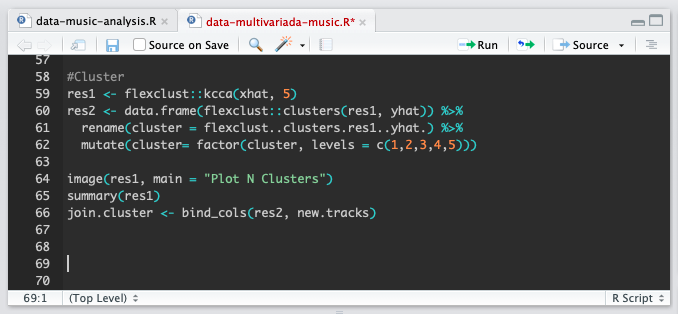 data-music-analysis.R × data-multivariada-music.R* ×
Source on Save Run Source
57
58 #Cluster
59 res1 <- flexclust::kcca(xhat, 5)
60 res2 <- data.frame(flexclust::clusters(res1, yhat)) %>%
61 rename(cluster = flexclust..clusters.res1..yhat.) %>%
62 mutate(cluster= factor(cluster, levels = c(1,2,3,4,5)))
63
64 image(res1, main = "Plot N Clusters")
65 summary(res1)
66 join.cluster <- bind_cols(res2, new.tracks)
67
68
69
70
69:1 (Top Level) R Script